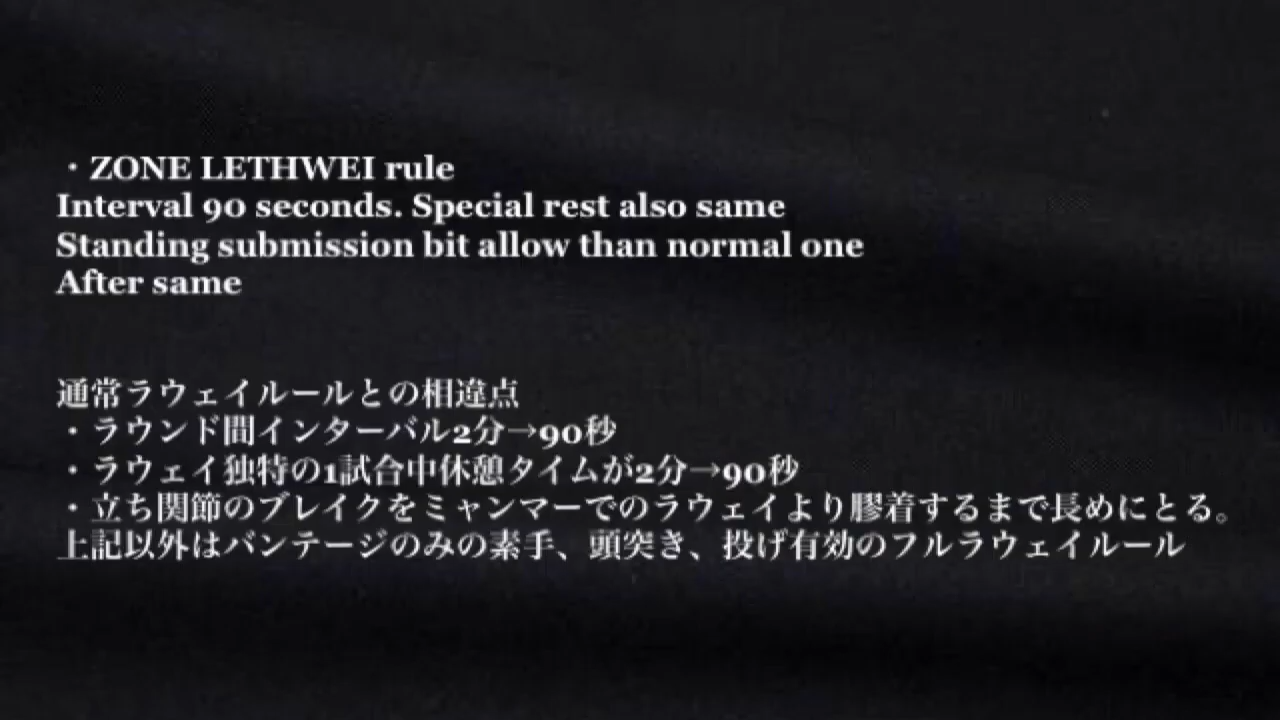 ・ZONE LETHWEI rule
Interval 90 seconds. Special rest also same
Standing submission bit allow than normal one
After same
通常ラウェイルールとの相違点
・ラウンド間インターバル2分→90秒
・ラウェイ独特の1試合中休憩タイムが2分→90秒
・立ち関節のブレイクをミャンマーでのラウェイより膠着するまで長めにとる。
上記以外はバンテージのみの素手、頭突き、投げ有効のフルラウェイルール